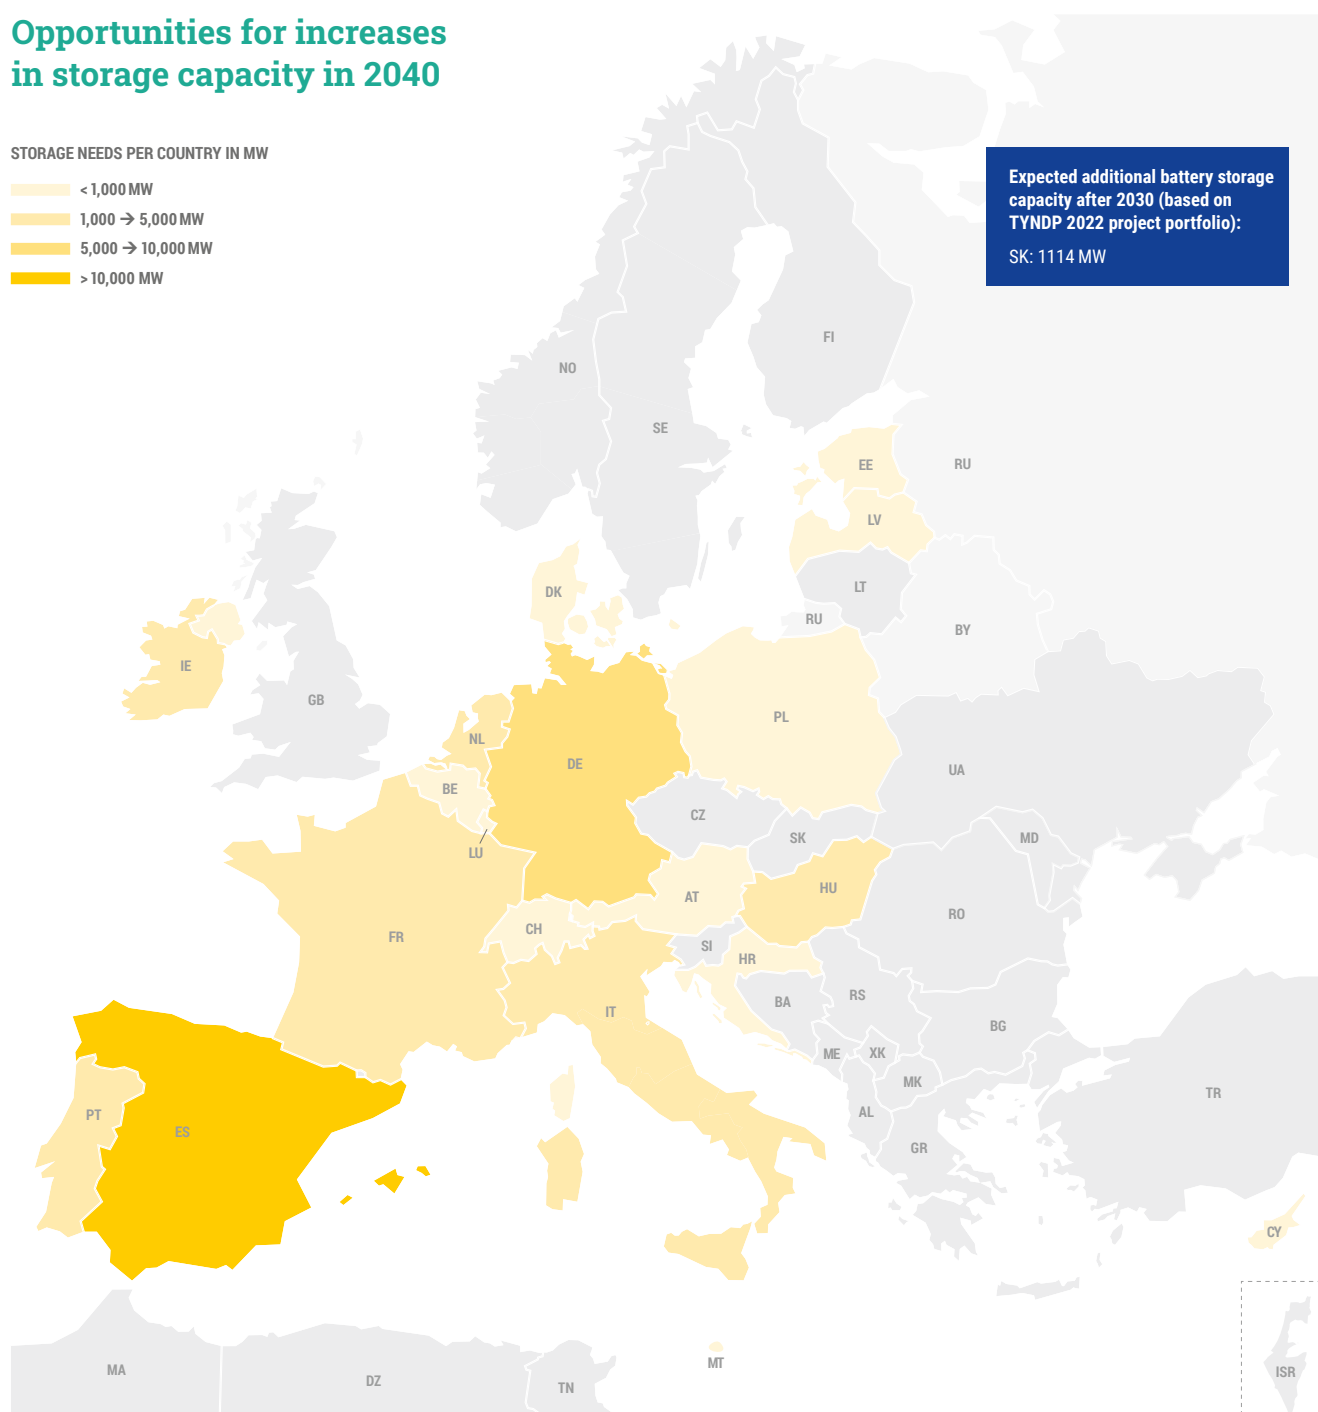 Opportunities for increases
in storage capacity in 2040
STORAGE NEEDS PER COUNTRY IN MW
< 1,000 MW
1,000 → 5,000 MW
5,000 → 10,000 MW
> 10,000 MW
Expected additional battery storage
capacity after 2030 (based on
TYNDP 2022 project portfolio):
SK: 1114 MW
FI
NO
SE
EE
RU
LV
LT
DK
RU
BY
IE
GB
PL
NL
DE
UA
BE
CZ
SK
MD
LU
HU
AT
RO
CH
FR
SI
HR
RS
BA
IT
BG
ME
XK
MK
TR
PT
AL
ES
GR
CY
MT
MA
DZ
TN
ISR